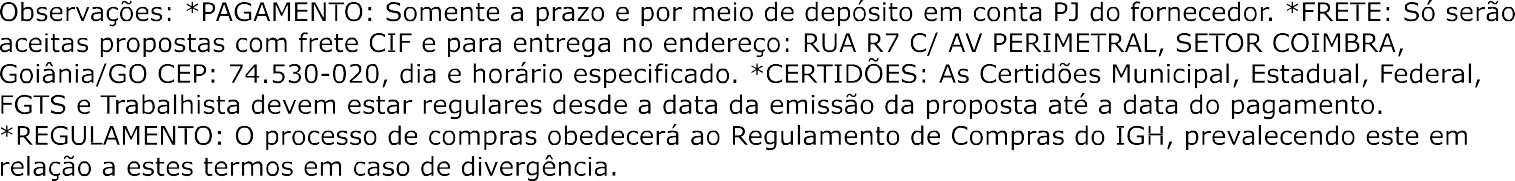 Observações: *PAGAMENTO: Somente a prazo e por meio de depósito em conta PJ do fornecedor. *FRETE: Só serão
aceitas propostas com frete CIF e para entrega no endereço: RUA R7 C/ AV PERIMETRAL, SETOR COIMBRA,
Goiânia/GO CEP: 74.530-020, dia e horário especificado. *CERTIDÕES: As Certidões Municipal, Estadual, Federal,
FGTS e Trabalhista devem estar regulares desde a data da emissão da proposta até a data do pagamento.
*REGULAMENTO: O processo de compras obedecerá ao Regulamento de Compras do IGH, prevalecendo este em
relação a estes termos em caso de divergência.